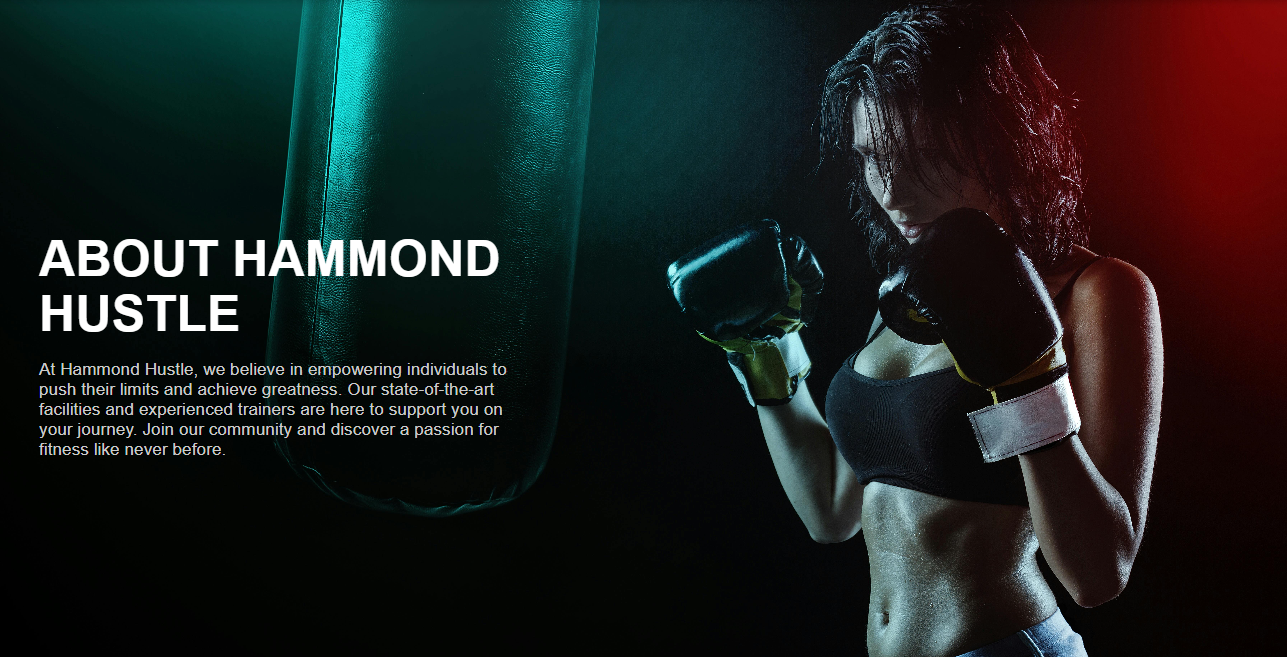 ABOUT HAMMOND
HUSTLE
At Hammond Hustle, we believe in empowering individuals to
push their limits and achieve greatness. Our state-of-the-art
facilities and experienced trainers are here to support you on
your journey. Join our community and discover a passion for
fitness like never before.